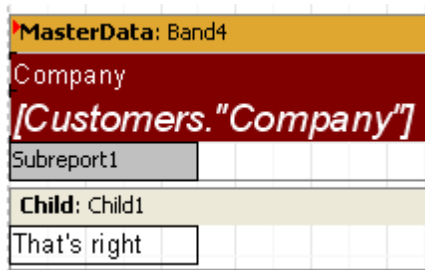 MasterData: Band4
Company
[Customers."Company"]
Subreport1
Child: Child1
That's right